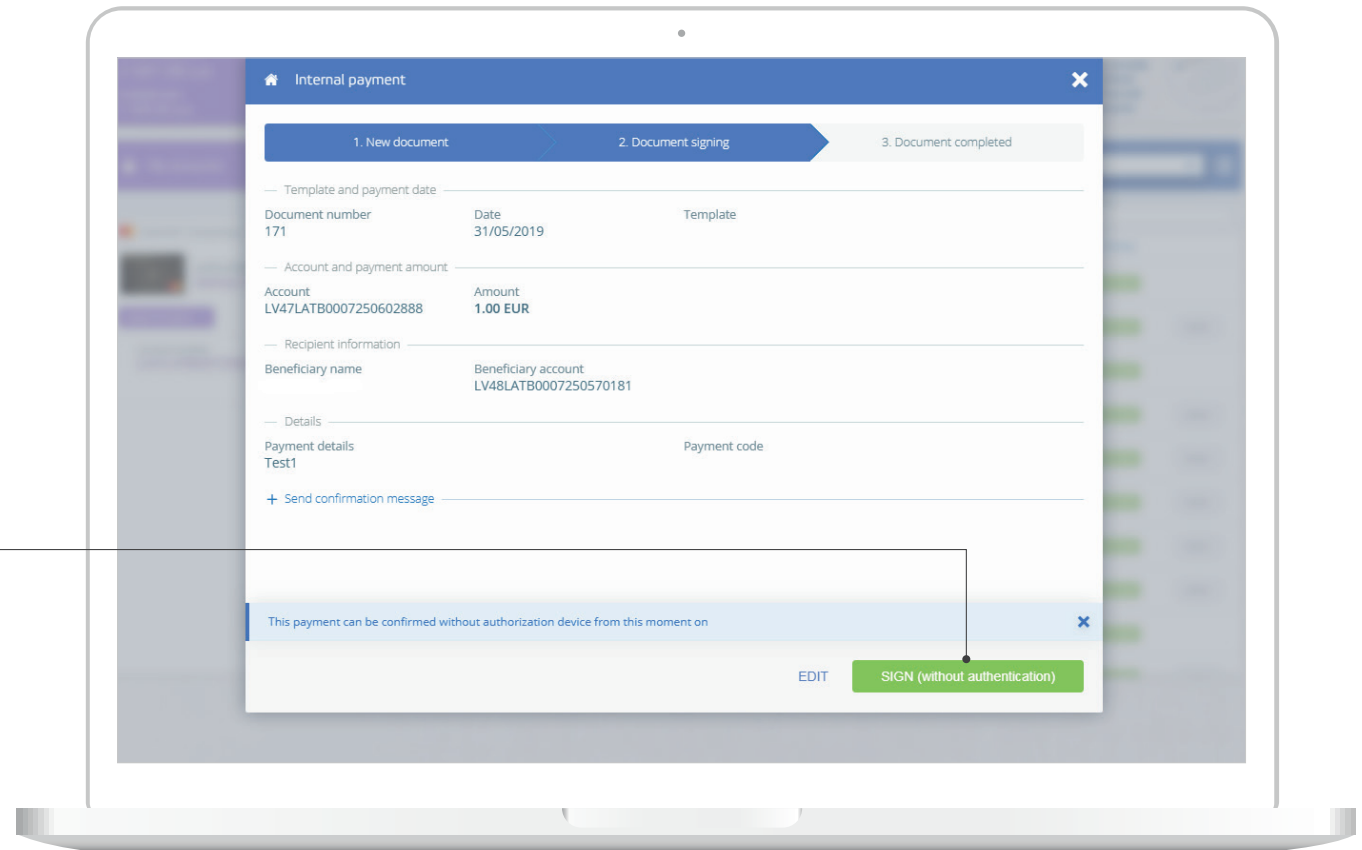 Internal payment
1. New document
2. Document signing
3. Document completed
Template and payment date
Document number
Date
Template
171
31/05/2019
Account and payment amount
Account
Amount
LV47LATB0007250602888
1.00 EUR
Recipient information
Beneficiary name
Beneficiary account
LV48LATB0007250570181
Details
Payment details
Payment code
Test1
+ Send confirmation message
This payment can be confirmed without authorization device from this moment on
EDIT
SIGN (without authentication)